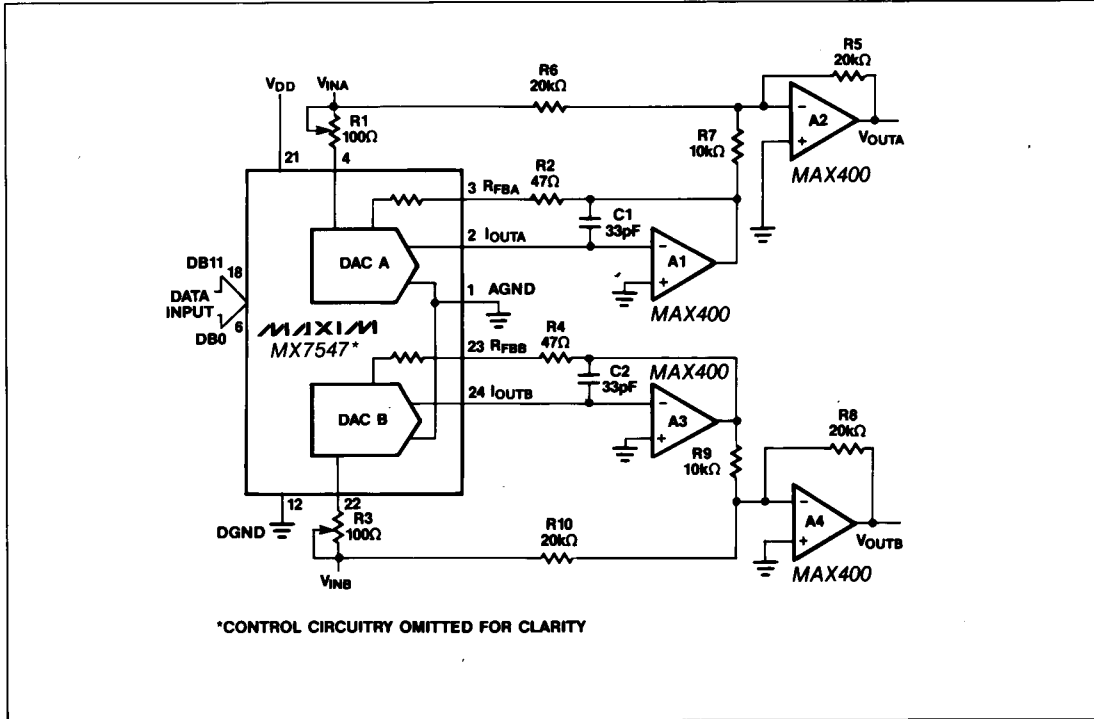 R5
20kΩ
R6
20kΩ
VDD
VINA
R1
100Ω
A2
VOUTA
MAX400
R7
10kΩ
21
4
3 RFBA
R2
47Ω
C1
33pF
2 IOUTA
DAC A
A1
MAX400
1 AGND
DB11
18
DATA
INPUT
6
DB0
MAXIM
MX7547*
23 RFBB
R4
47Ω
C2
33pF
MAX400
24 IOUTB
DAC B
A3
R9
10kΩ
R8
20kΩ
12
22
DGND
R3
100Ω
R10
20kΩ
A4
VOUTB
MAX400
VINB
*CONTROL CIRCUITRY OMITTED FOR CLARITY
- 
+
-
+
-
+
-
+